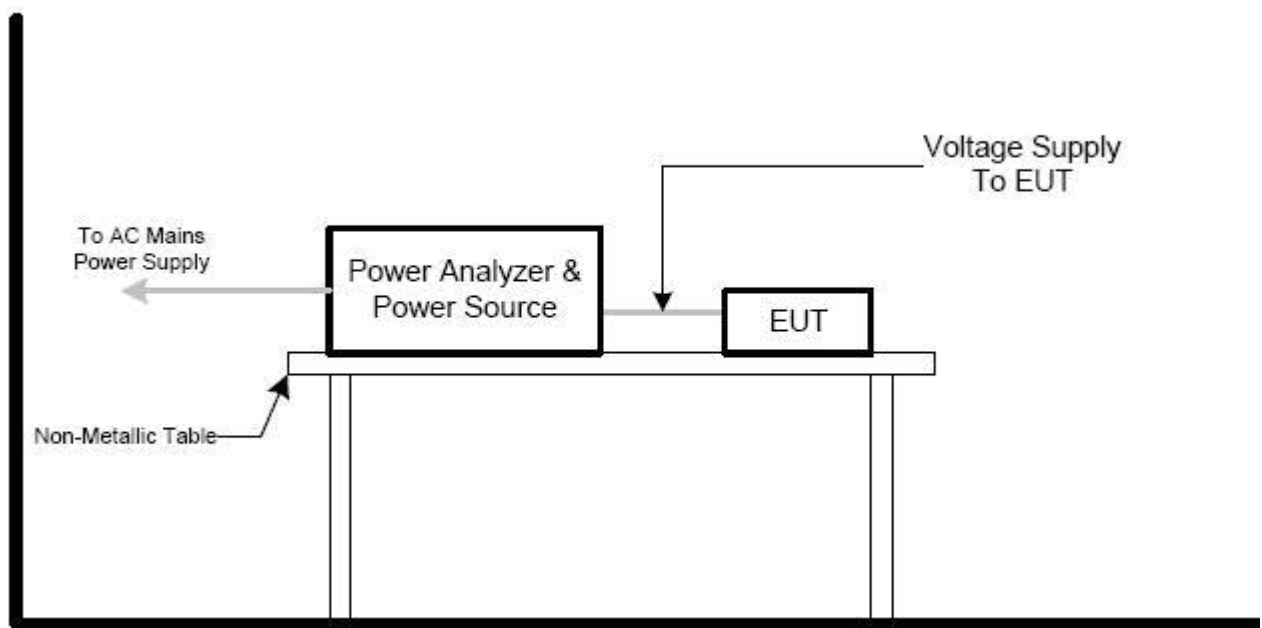 Voltage Supply
To EUT
To AC Mains
Power Supply
Power Analyzer &
Power Source
EUT
Non-Metallic Table